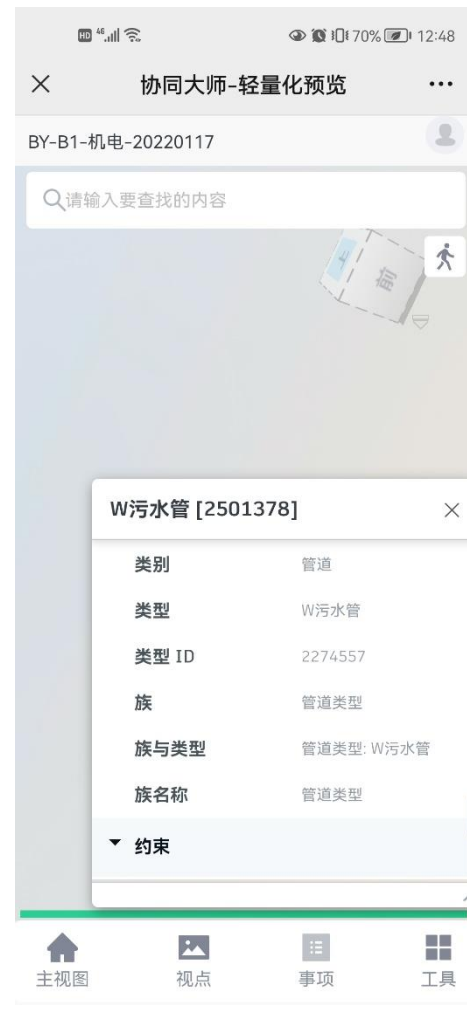 HD 46 70% 12:48
协同大师-轻量化预览
BY-B1-机电-20220117
请输入要查找的内容
上
前
W污水管 [2501378]
类别 管道
类型 W污水管
类型 ID 2274557
族 管道类型
族与类型 管道类型: W污水管
族名称 管道类型
约束
主视图 视点 事项 工具